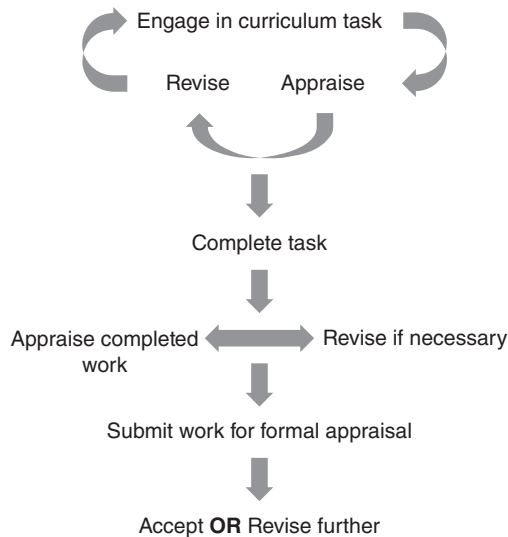 Engage in curriculum task
Revise Appraise
Complete task
Appraise completed Revise if necessary
work
Submit work for formal appraisal
Accept OR Revise further